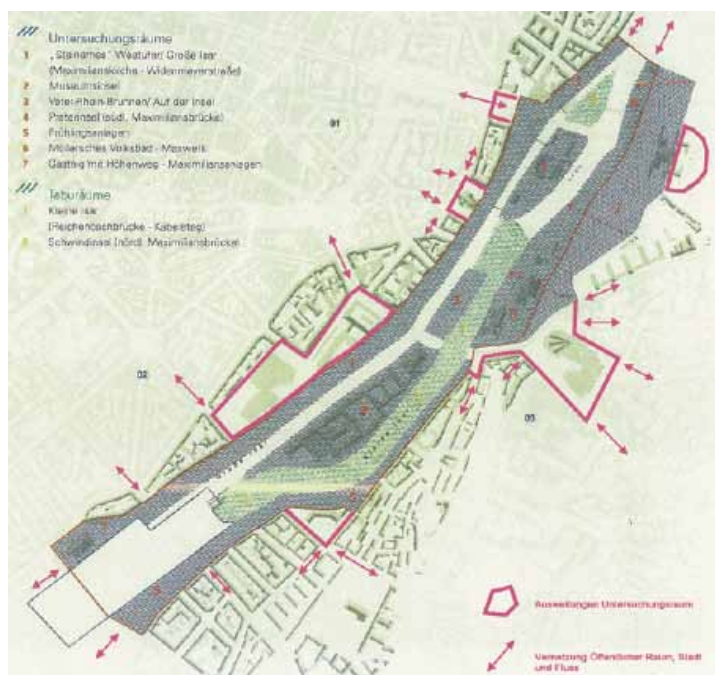 Untersuchungsräume
1 „Steinernes" Westufer/ Große Isar
(Maximiliansbrücke - Widenmayerstraße)
2 Museumsinsel
3 Vater-Rhein-Brunnen/ Auf der Insel
4 Praterinsel (südl. Maximiliansbrücke)
5 Frühlingsanlagen
6 Müllersches Volksbad - Maxwerk
7 Gasteig mit Höhenweg - Maximiliansanlagen
Taburäume
Kleine Isar
(Reichenbachbrücke - Kabelsteg)
Schwindinsel (nördl. Maximiliansbrücke)
01
02
03
Ausweitungen Untersuchungsraum
Vernetzung Öffentlicher Raum, Stadt
und Fluss